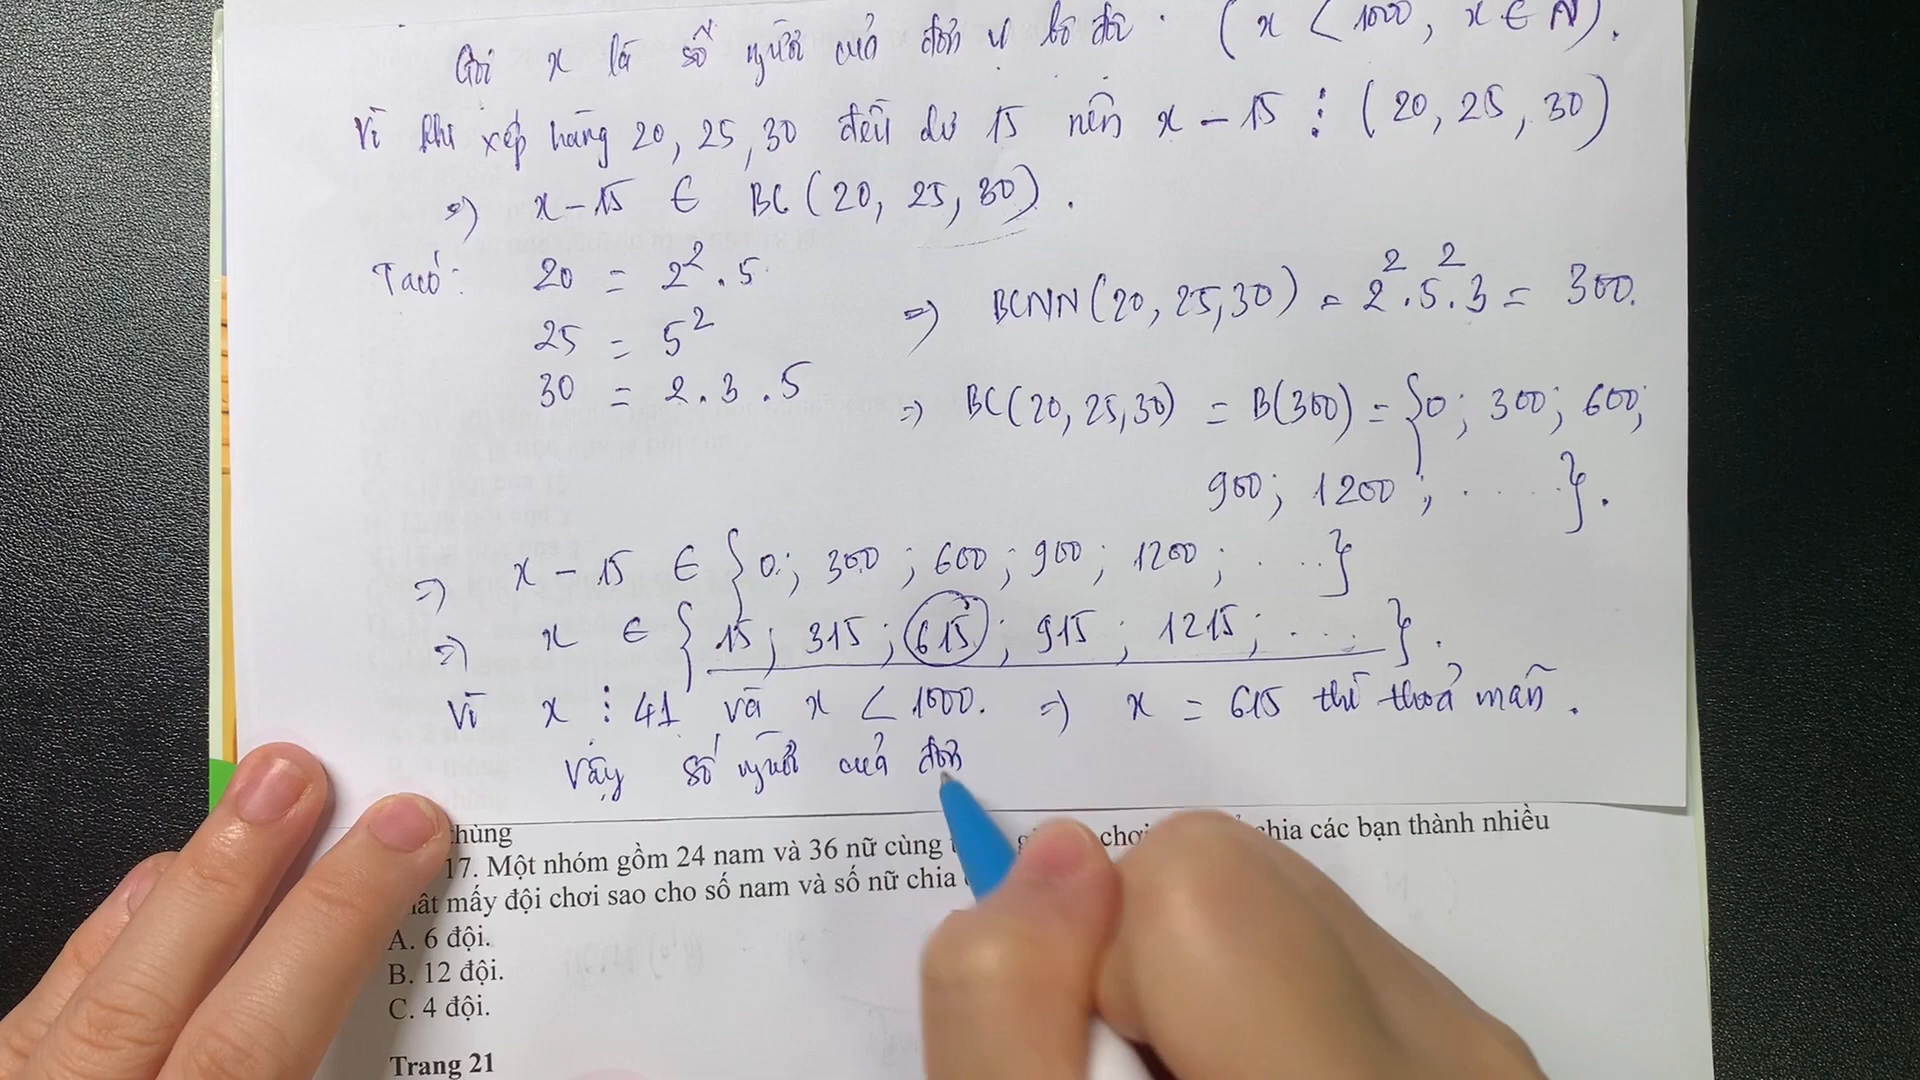 Gọi x là số người của đơn vị bộ đội . ( x < 1000, x ∈ N ) .
Vì khi xếp hàng 20, 25, 30 đều dư 15 nên x - 15 ⋮ ( 20, 25, 30 )
=> x - 15 ∈ BC ( 20, 25, 30 ) .
Ta có : 20 = 2² . 5
25 = 5²
30 = 2 . 3 . 5
=> BCNN ( 20, 25, 30 ) = 2² . 5² . 3 = 300.
=> BC ( 20, 25, 30 ) = B(300) = { 0 ; 300 ; 600 ;
900 ; 1200 ; . . . . }.
=> x - 15 ∈ { 0 ; 300 ; 600 ; 900 ; 1200 ; . . . . }
=> x ∈ { 15 ; 315 ; 615 ; 915 ; 1215 ; . . . . } .
Vì x ⋮ 41 và x < 1000. => x = 615 thì thoả mãn .
Vậy số người của đơn
thùng
17. Một nhóm gồm 24 nam và 36 nữ cùng chia các bạn thành nhiều
mấy đội chơi sao cho số nam và số nữ chia
A. 6 đội.
B. 12 đội.
C. 4 đội.
Trang 21